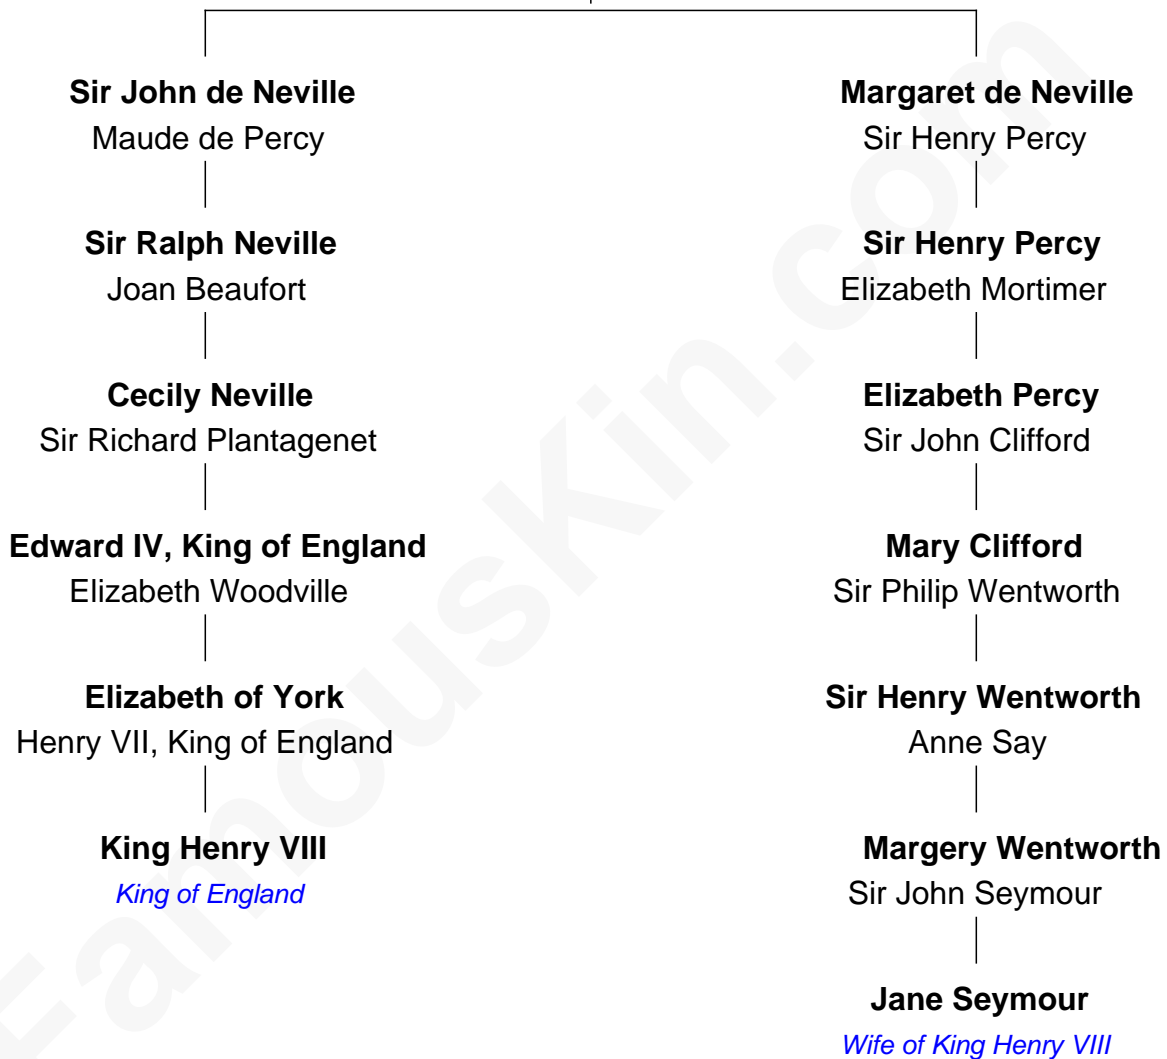 Sir John de Neville
Maude de Percy
Sir Ralph Neville
Joan Beaufort
Cecily Neville
Sir Richard Plantagenet
Edward IV, King of England
Elizabeth Woodville
Elizabeth of York
Henry VII, King of England
King Henry VIII
King of England
Margaret de Neville
Sir Henry Percy
Sir Henry Percy
Elizabeth Mortimer
Elizabeth Percy
Sir John Clifford
Mary Clifford
Sir Philip Wentworth
Sir Henry Wentworth
Anne Say
Margery Wentworth
Sir John Seymour
Jane Seymour
Wife of King Henry VIII
FamousKin.com